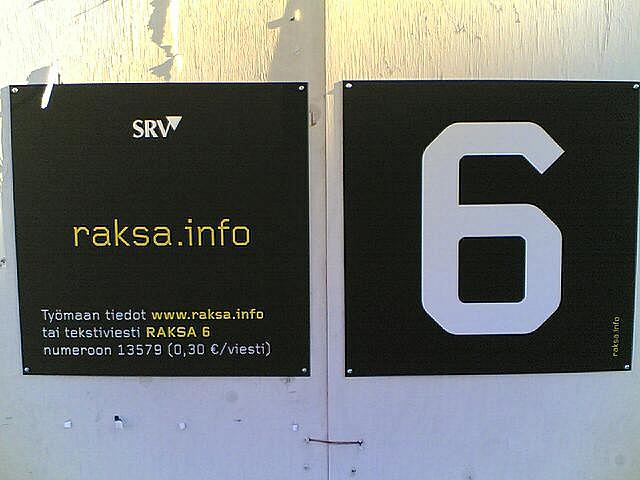 SRV
raksa.info
Työmaan tiedot www.raksa.info
tai tekstiviesti RAKSA 6
numeroon 13579 (0,30 €/viesti)
6
raksa.info